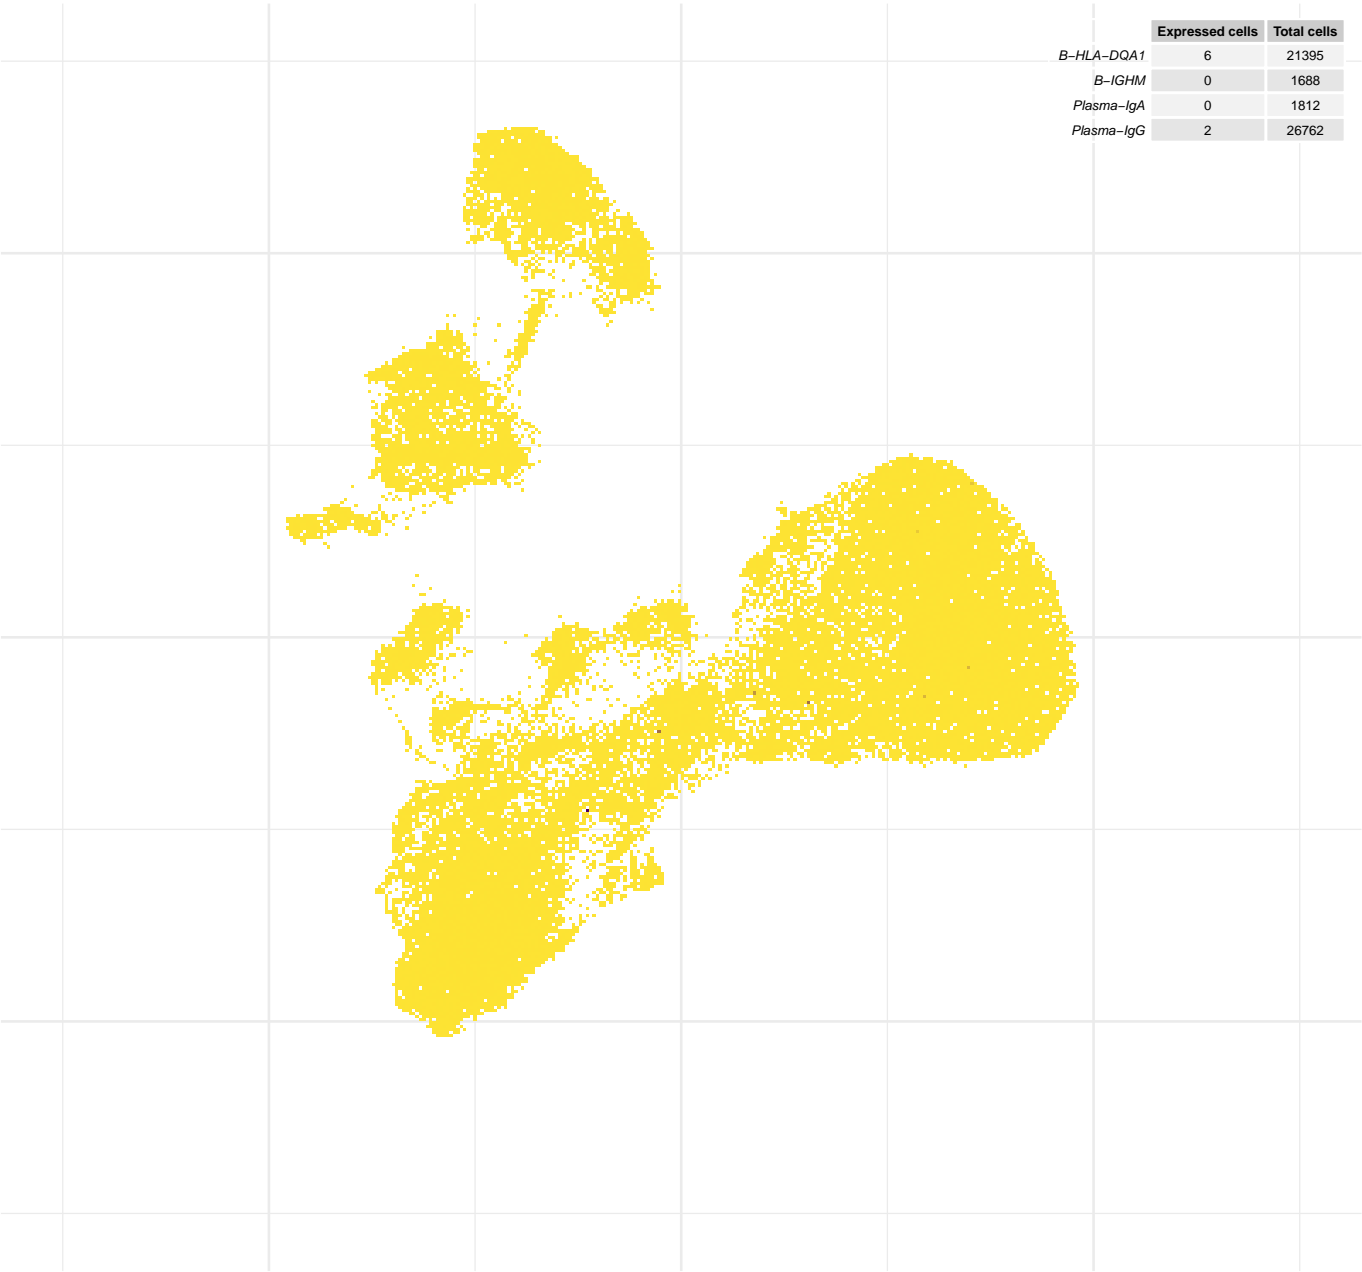 Expressed cells Total cells
B−HLA−DQA1 6 21395
B−IGHM 0 1688
Plasma−IgA 0 1812
Plasma−IgG 2 26762